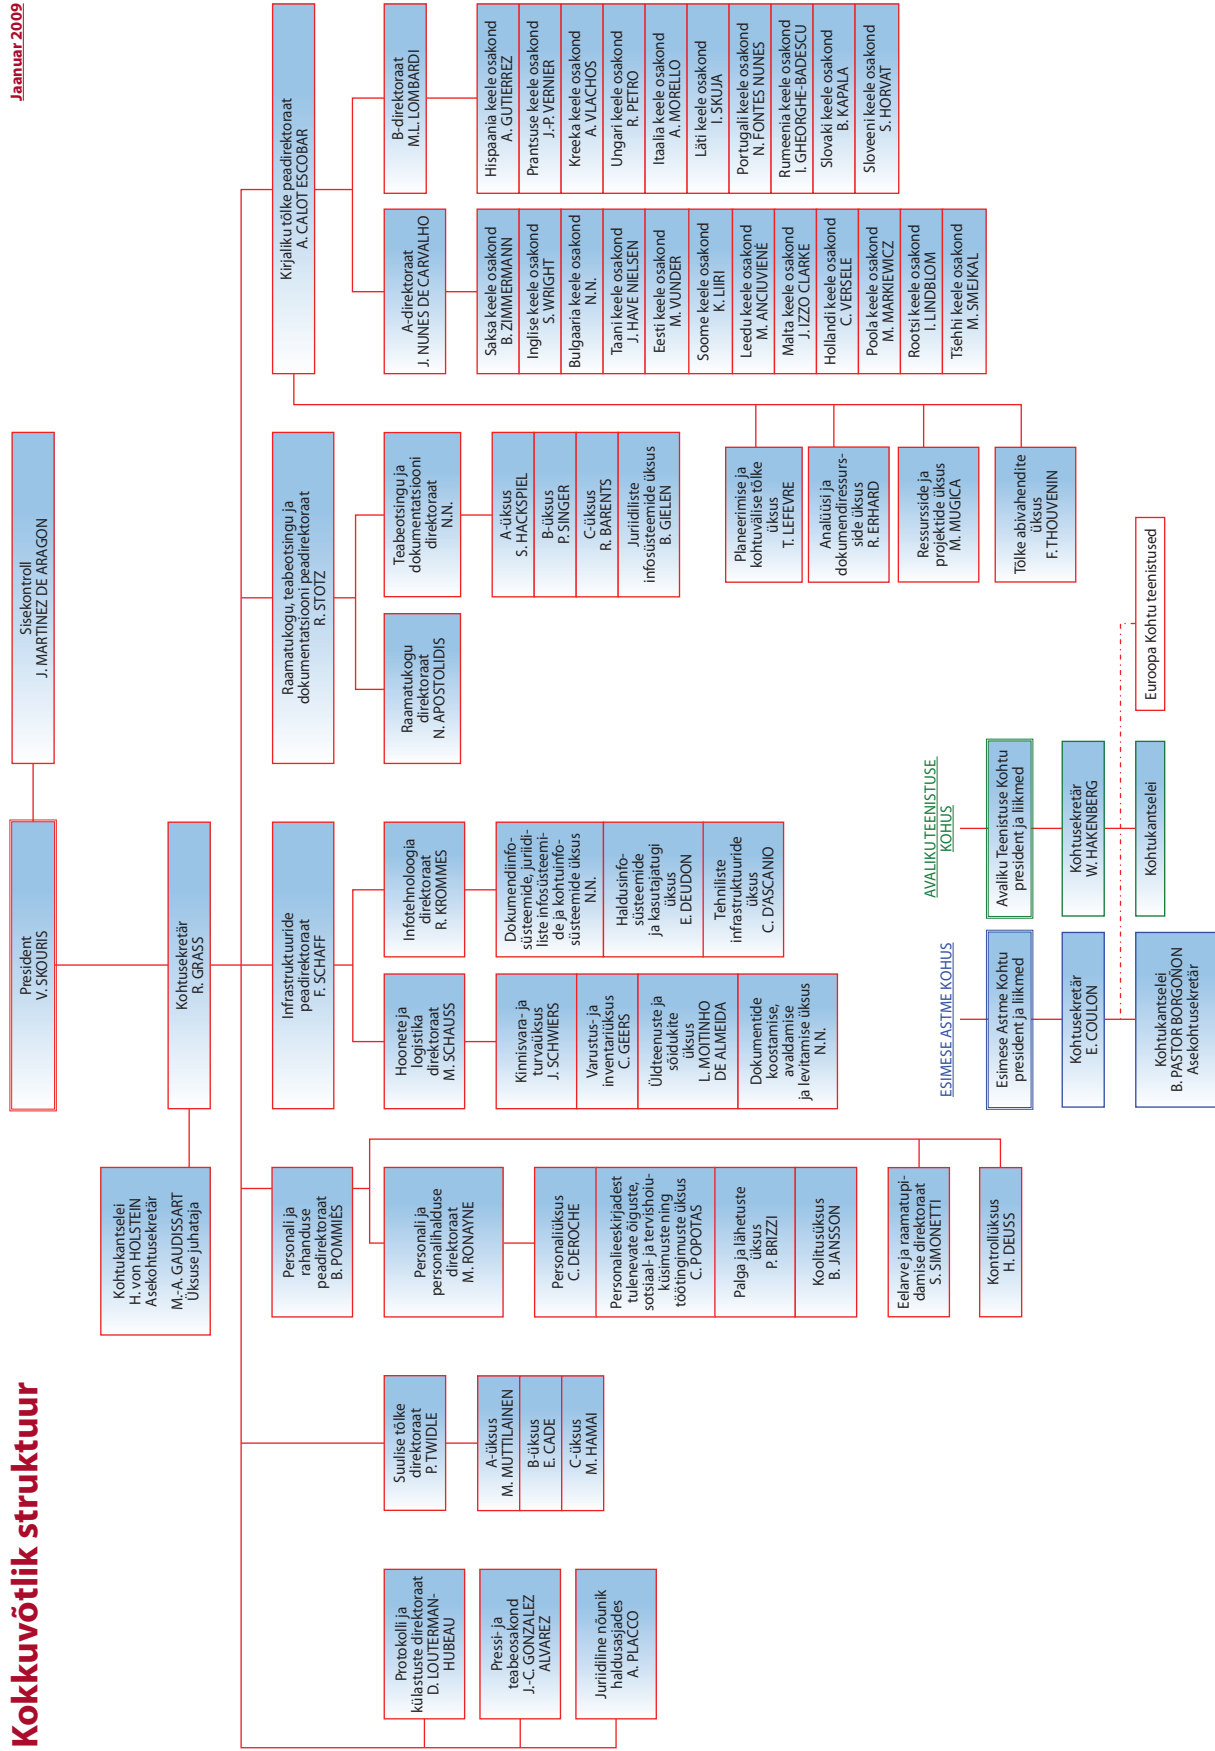 Kokkuvõtlik struktuur
Jaanuar 2009
President
V. SKOURIS
Sisekontroll
J. MARTINEZ DE ARAGON
Kohtukantselei
H. von HOLSTEIN
Asekohtusekretär
M.-A. GAUDISSART
Üksuse juhataja
Kohtusekretär
R. GRASS
Protokolli ja
külastuste direktoraat
D. LOUTERMAN-
HUBEAU
Pressi- ja
teabeosakond
J.-C. GONZALEZ
ALVAREZ
Juriidiline nõunik
haldusasjades
A. PLACCO
Suulise tõlke
direktoraat
P. TWIDLE
A-üksus
M. MUTTILAINEN
B-üksus
E. CADE
C-üksus
M. HAMAI
Personali ja
rahanduse
peadirektoraat
B. POMMIÈS
Personali ja
personalihalduse
direktoraat
M. RONAYNE
Personaliüksus
C. DEROCHE
Personalieeskirjadest
tulenevate õiguste,
sotsiaal- ja tervishoiu-
küsimuste ning
töötingimuste üksus
C. POPOTAS
Palga ja lähetuste
üksus
P. BRIZZI
Koolitusüksus
B. JANSSON
Eelarve ja raamatupi-
damise direktoraat
S. SIMONETTI
Kontrolliüksus
H. DEUSS
Infrastruktuuride
peadirektoraat
F. SCHAFF
Hoonete ja
logistika
direktoraat
M. SCHAUSS
Kinnisvara- ja
turvaüksus
J. SCHWIERS
Varustus- ja
inventariüksus
C. GEERS
Üldteenuste ja
sõidukite
üksus
L. MOITINHO
DE ALMEIDA
Dokumentide
koostamise,
avaldamise
ja levitamise üksus
N.N.
Infotehnoloogia
direktoraat
R. KROMMES
Dokumendiinfo-
süsteemide, juriidi-
liste infosüsteemi-
de ja kohtuinfo-
süsteemide üksus
N.N.
Haldusinfo-
süsteemide
ja kasutajatugi
üksus
E. DEUDON
Tehniliste
infrastruktuuride
üksus
C. D'ASCANIO
Raamatukogu, teabeotsingu ja
dokumentatsiooni peadirektoraat
R. STOTZ
Raamatukogu
direktoraat
N. APOSTOLIDIS
Teabeotsingu ja
dokumentatsiooni
direktoraat
N.N.
A-üksus
S. HACKSPIEL
B-üksus
P. SINGER
C-üksus
R. BARENTS
Juriidiliste
infosüsteemide üksus
B. GIELEN
Kirjaliku tõlke peadirektoraat
A. CALOT ESCOBAR
A-direktoraat
J. NUNES DE CARVALHO
Saksa keele osakond
B. ZIMMERMANN
Inglise keele osakond
S. WRIGHT
Bulgaaria keele osakond
N.N.
Taani keele osakond
J. HAVE NIELSEN
Eesti keele osakond
M. VUNDER
Soome keele osakond
K. LIIRI
Leedu keele osakond
M. ANCIUVIENÈ
Malta keele osakond
J. IZZO CLARKE
Hollandi keele osakond
C. VERSELE
Poola keele osakond
M. MARKIEWICZ
Rootsi keele osakond
I. LINDBLOM
Tšehhi keele osakond
M. SMEJKAL
B-direktoraat
M.L. LOMBARDI
Hispaania keele osakond
A. GUTIERREZ
Prantsuse keele osakond
J.-P. VERNIER
Kreeka keele osakond
A. VLACHOS
Ungari keele osakond
R. PETRO
Itaalia keele osakond
A. MORELLO
Läti keele osakond
I. SKUJA
Portugali keele osakond
N. FONTES NUNES
Rumeenia keele osakond
I. GHEORGHE-BADESCU
Slovaki keele osakond
B. KAPALA
Sloveeni keele osakond
S. HORVAT
Planeerimise ja
kohtuvälise tõlke
üksus
T. LEFEVRE
Analüüsi ja
dokumendiressurs-
side üksus
R. ERHARD
Ressursside ja
projektide üksus
M. MUGICA
Tõlke abivahendite
üksus
F. THOUVENIN
ESIMESE ASTME KOHUS
Esimese Astme Kohtu
president ja liikmed
Kohtusekretär
E. COULON
Kohtukantselei
B. PASTOR BORGOÑON
Asekohtusekretär
AVALIKU TEENISTUSE
KOHUS
Avaliku Teenistuse Kohtu
president ja liikmed
Kohtusekretär
W. HAKENBERG
Kohtukantselei
Euroopa Kohtu teenistused